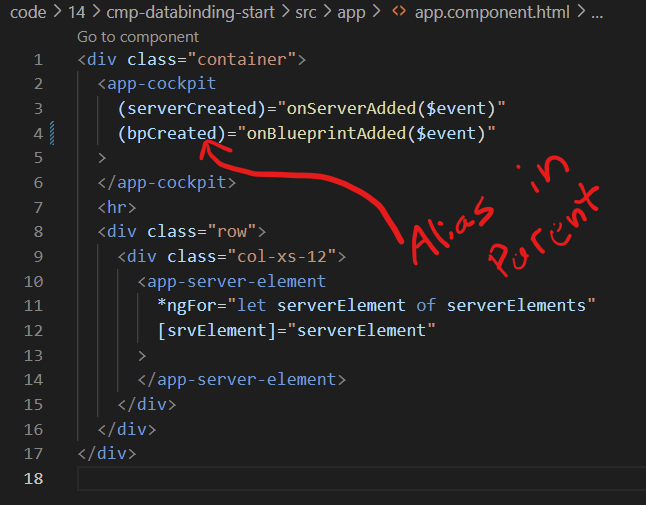 code > 14 > cmp-databinding-start > src > app > <> app.component.html > ...
Go to component
1 <div class="container">
2 <app-cockpit
3 (serverCreated)="onServerAdded($event)"
4 (bpCreated)="onBlueprintAdded($event)"
5 >
6 </app-cockpit>
7 <hr>
8 <div class="row">
9 <div class="col-xs-12">
10 <app-server-element
11 *ngFor="let serverElement of serverElements"
12 [srvElement]="serverElement"
13 >
14 </app-server-element>
15 </div>
16 </div>
17 </div>
18
Alias in
Parent